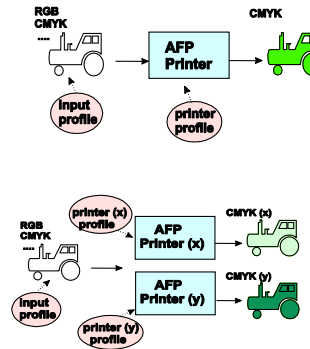 RGB
CMYK
....
CMYK
AFP
Printer
input
profile
printer
profile
printer (x)
profile
RGB
CMYK
....
AFP
Printer (x)
CMYK (x)
input
profile
AFP
Printer (y)
CMYK (y)
printer (y)
profile